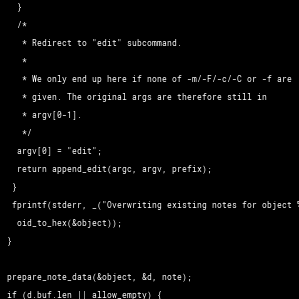 }
/*
* Redirect to "edit" subcommand.
*
* We only end up here if none of -m/-F/-c/-C or -f are
* given. The original args are therefore still in
* argv[0-1].
*/
argv[0] = "edit";
return append_edit(argc, argv, prefix);
}
fprintf(stderr, _("Overwriting existing notes for object %
oid_to_hex(&object));
}
prepare_note_data(&object, &d, note);
if (d.buf.len || allow_empty) {